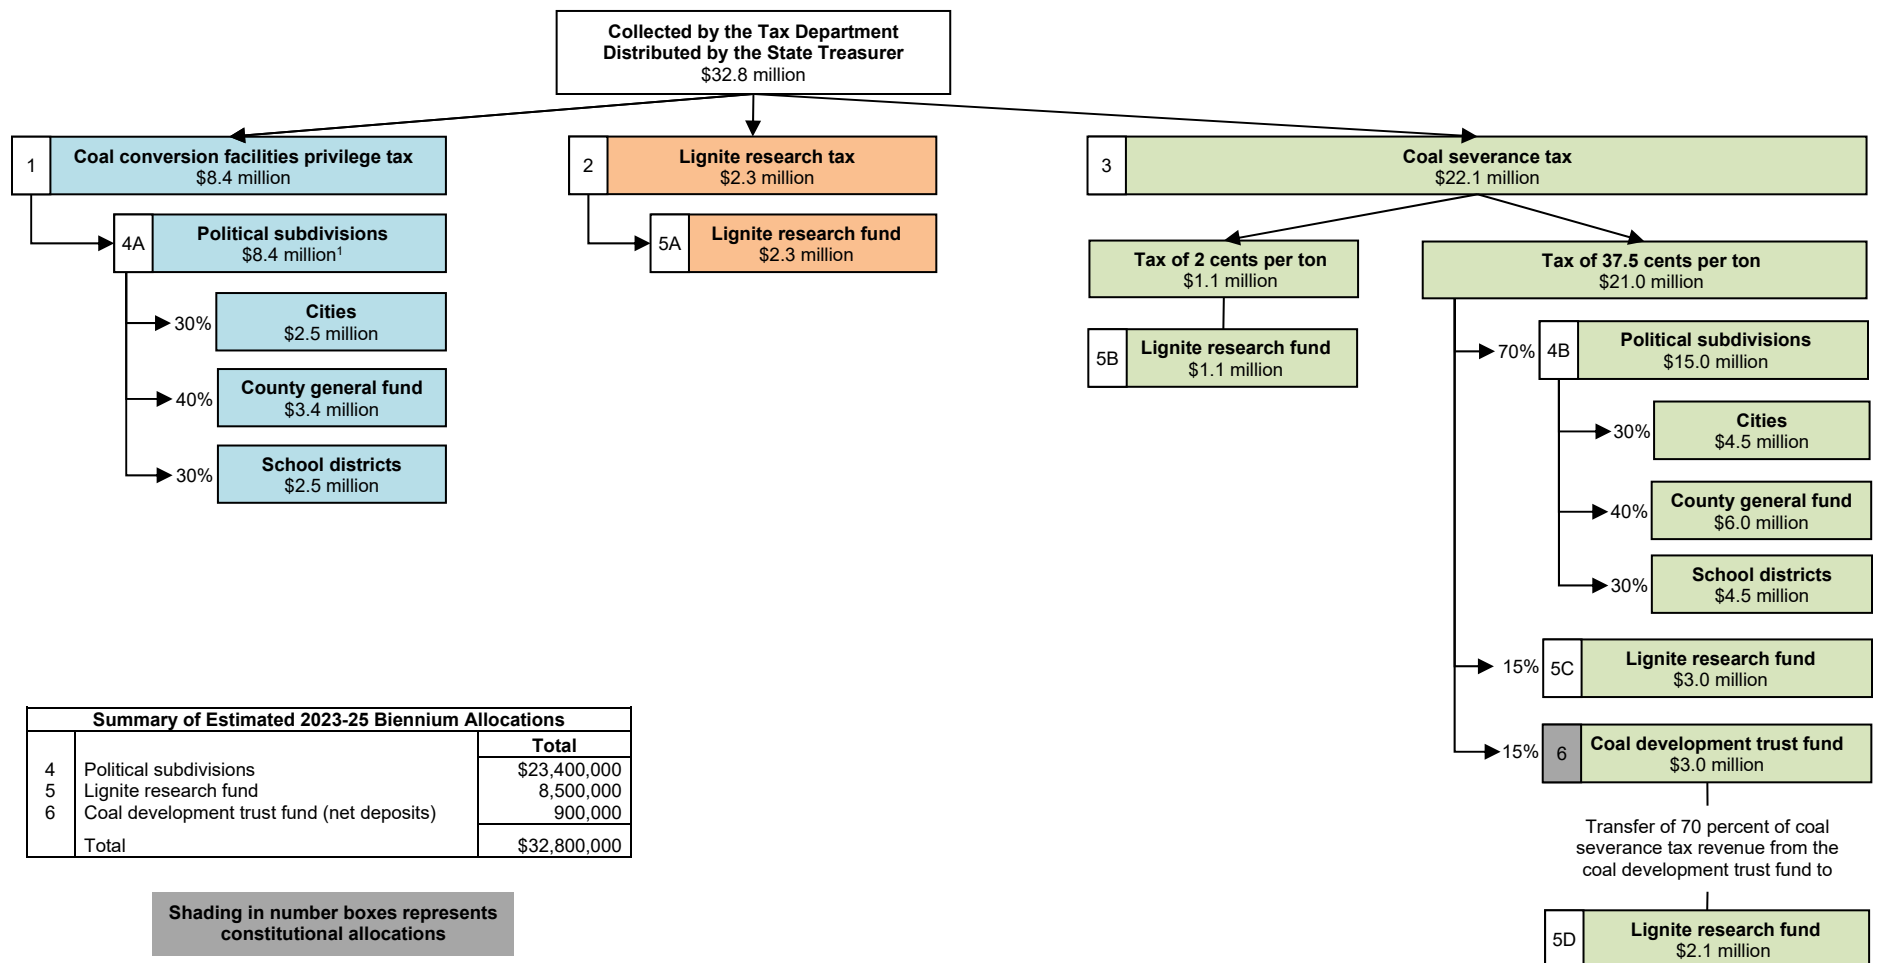 Collected by the Tax Department
Distributed by the State Treasurer
$32.8 million
1
Coal conversion facilities privilege tax
$8.4 million
4A
Political subdivisions
$8.4 million¹
30%
Cities
$2.5 million
40%
County general fund
$3.4 million
30%
School districts
$2.5 million
2
Lignite research tax
$2.3 million
5A
Lignite research fund
$2.3 million
3
Coal severance tax
$22.1 million
Tax of 2 cents per ton
$1.1 million
5B
Lignite research fund
$1.1 million
Tax of 37.5 cents per ton
$21.0 million
70%
4B
Political subdivisions
$15.0 million
30%
Cities
$4.5 million
40%
County general fund
$6.0 million
30%
School districts
$4.5 million
15%
5C
Lignite research fund
$3.0 million
15%
6
Coal development trust fund
$3.0 million
Transfer of 70 percent of coal
severance tax revenue from the
coal development trust fund to
5D
Lignite research fund
$2.1 million
Summary of Estimated 2023-25 Biennium Allocations
Total
4 Political subdivisions $23,400,000
5 Lignite research fund 8,500,000
6 Coal development trust fund (net deposits) 900,000
Total $32,800,000
Shading in number boxes represents
constitutional allocations